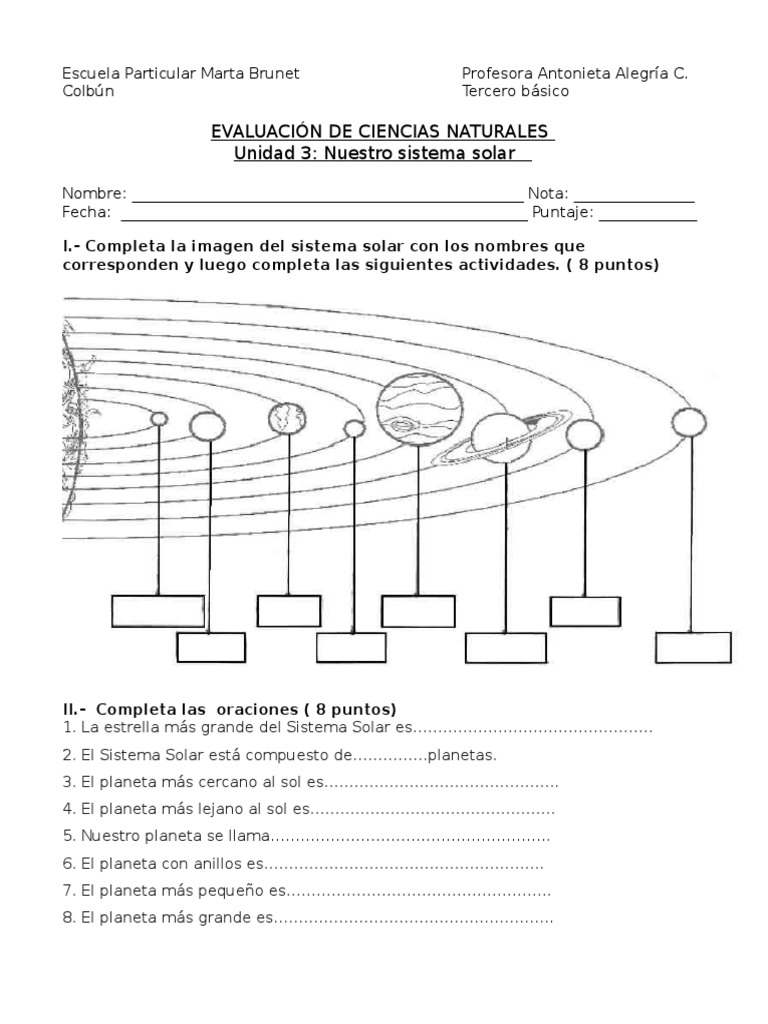 Escuela Particular Marta Brunet Profesora Antonieta Alegría C.
Colbún Tercero básico
EVALUACIÓN DE CIENCIAS NATURALES
Unidad 3: Nuestro sistema solar
Nombre: ______________________ Nota: ______________
Fecha: ______________________ Puntaje: ____________
I.- Completa la imagen del sistema solar con los nombres que
corresponden y luego completa las siguientes actividades. ( 8 puntos)
II.- Completa las oraciones ( 8 puntos)
1. La estrella más grande del Sistema Solar es…………………………………………
2. El Sistema Solar está compuesto de……………planetas.
3. El planeta más cercano al sol es…………………………………………
4. El planeta más lejano al sol es…………………………………………
5. Nuestro planeta se llama…………………………………………………
6. El planeta con anillos es…………………………………………………
7. El planeta más pequeño es………………………………………………
8. El planeta más grande es…………………………………………………